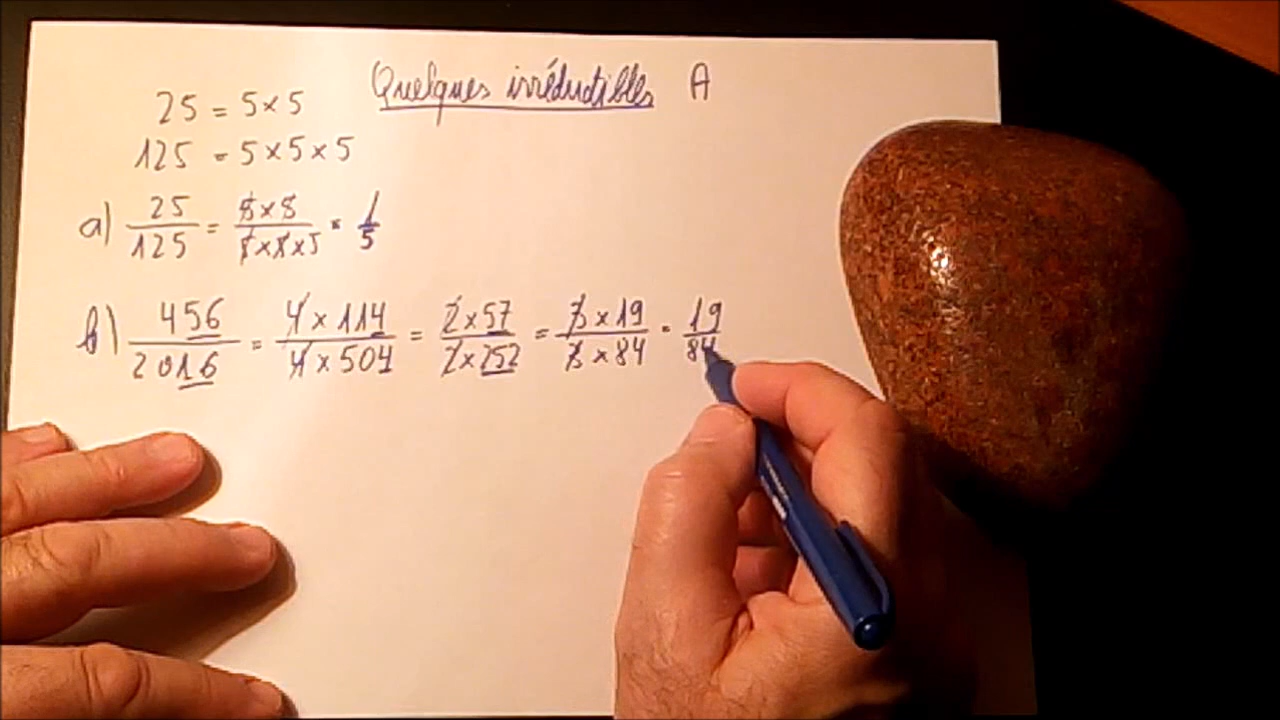 Quelques irréductibles A
25 = 5 × 5
125 = 5 × 5 × 5
a) 25/125 = 5×5/5×5×5 = 1/5
b) 456/2016 = 4×114/4×504 = 2×57/2×252 = 3×19/3×84 = 19/84